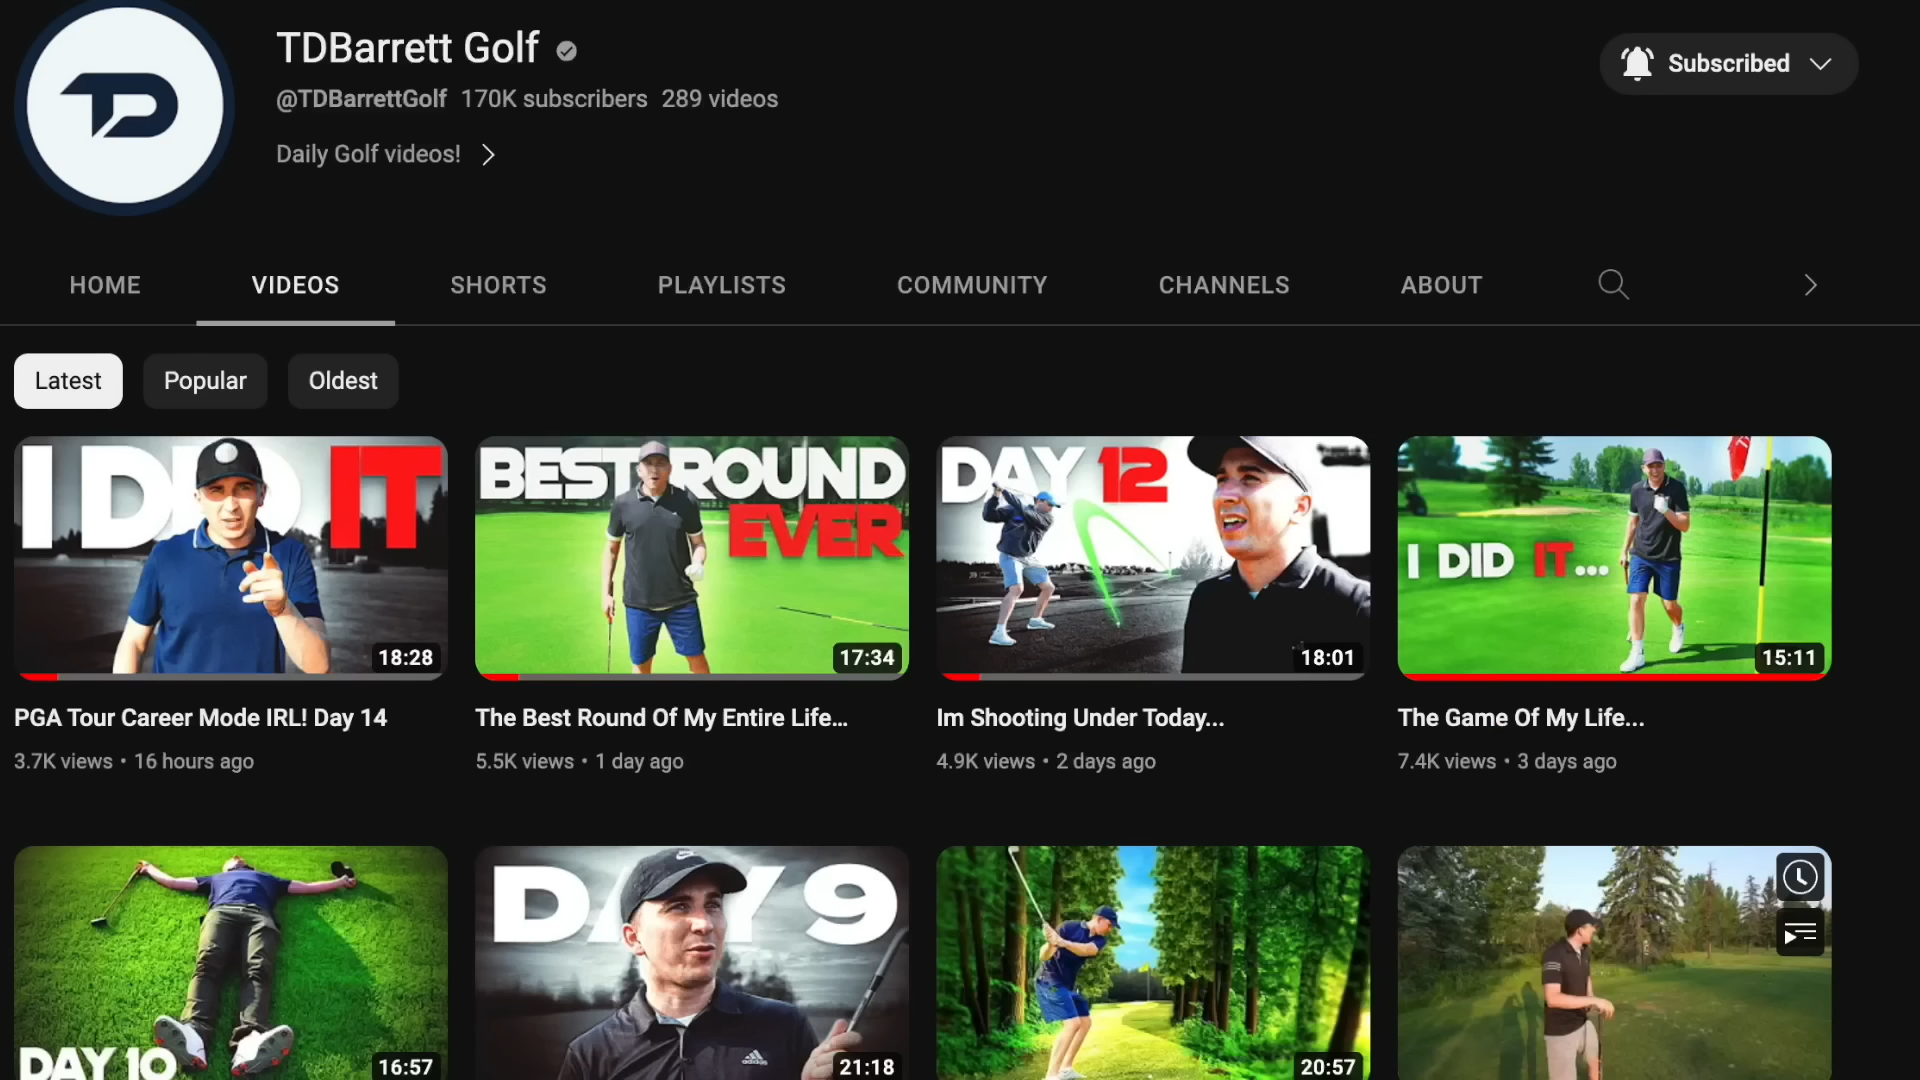 TD
TDBarrett Golf
Subscribed
@TDBarrettGolf 170K subscribers 289 videos
Daily Golf videos!
HOME VIDEOS SHORTS PLAYLISTS COMMUNITY CHANNELS ABOUT
Latest Popular Oldest
I DID IT
18:28
BEST ROUND
EVER
17:34
DAY 12
18:01
I DID IT...
15:11
PGA Tour Career Mode IRL! Day 14
3.7K views • 16 hours ago
The Best Round Of My Entire Life...
5.5K views • 1 day ago
Im Shooting Under Today...
4.9K views • 2 days ago
The Game Of My Life...
7.4K views • 3 days ago
DAY 10
16:57
DAY 9
adidas
21:18
20:57